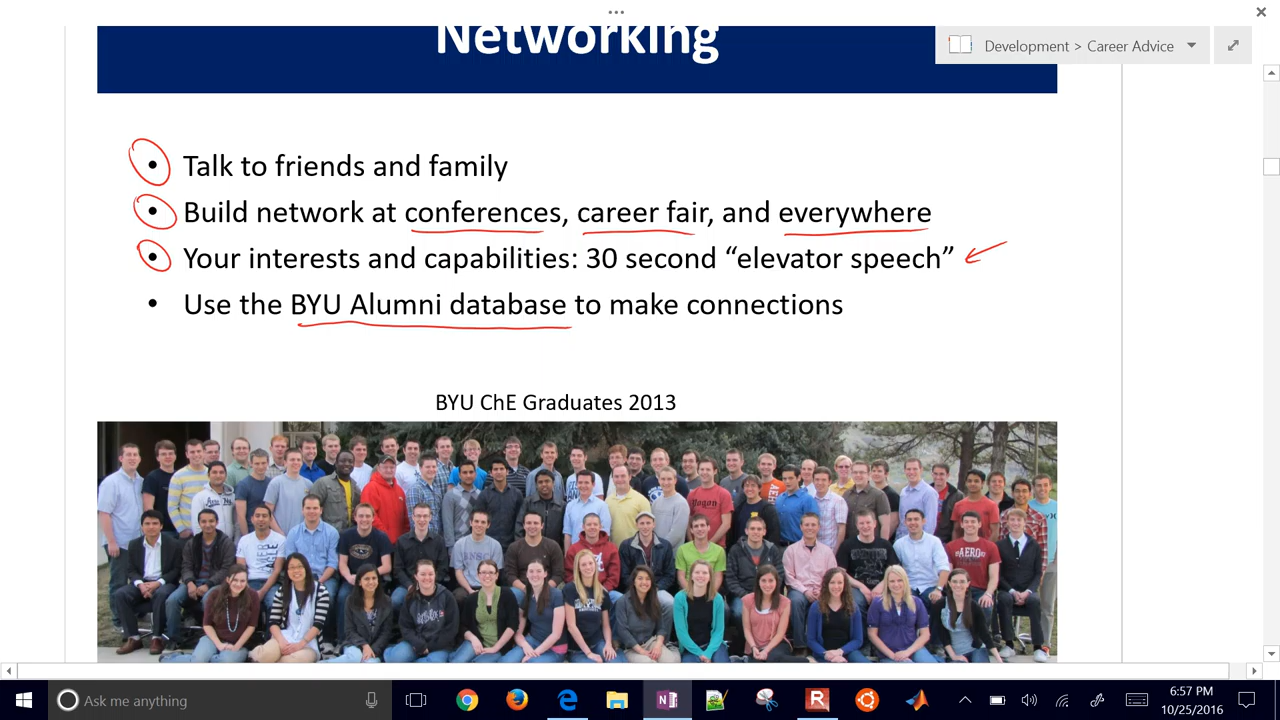 Networking
Development > Career Advice
• Talk to friends and family
• Build network at conferences, career fair, and everywhere
• Your interests and capabilities: 30 second “elevator speech”
• Use the BYU Alumni database to make connections
BYU ChE Graduates 2013
AERO
Ask me anything
6:57 PM
10/25/2016